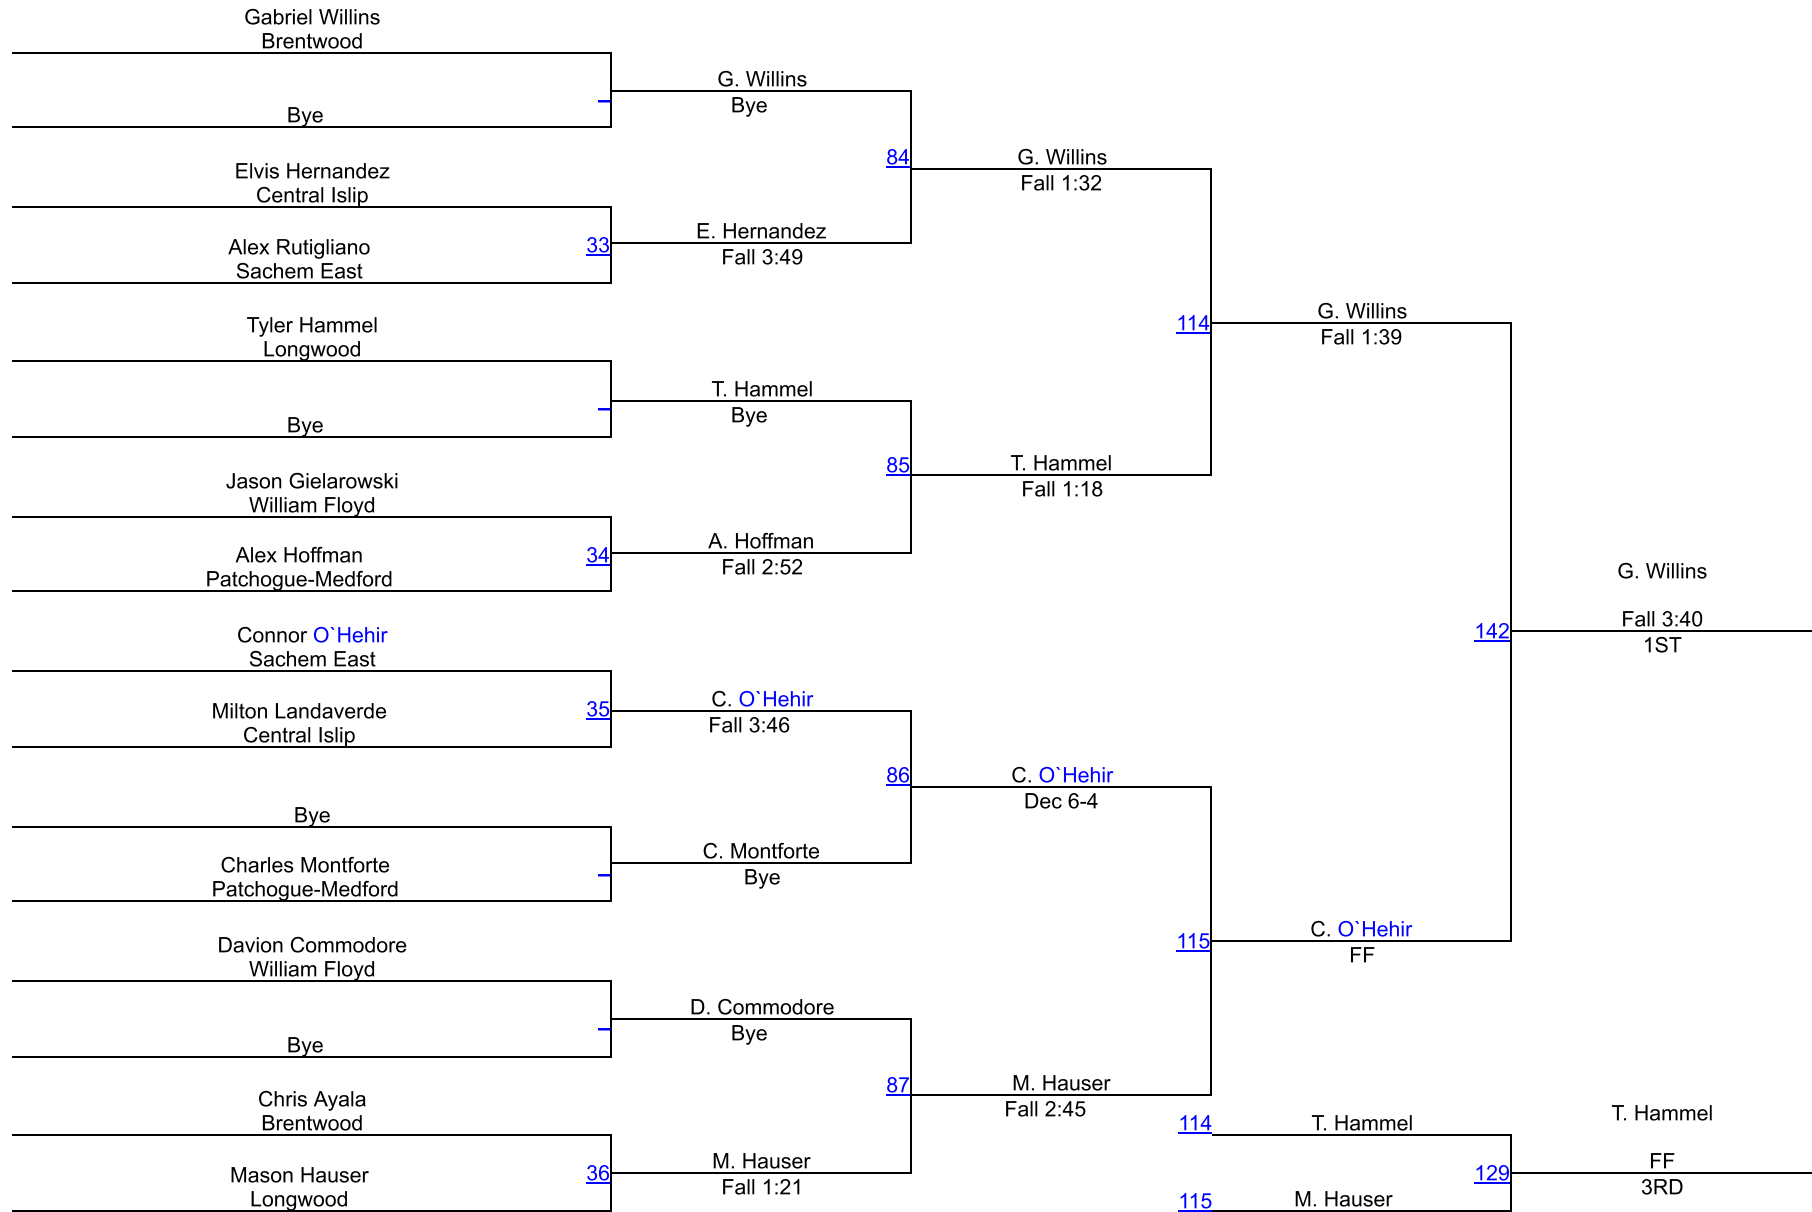 Gabriel Willins
Brentwood
Bye
Elvis Hernandez
Central Islip
Alex Rutigliano
Sachem East
Tyler Hammel
Longwood
Bye
Jason Gielarowski
William Floyd
Alex Hoffman
Patchogue-Medford
Connor O`Hehir
Sachem East
Milton Landaverde
Central Islip
Bye
Charles Montforte
Patchogue-Medford
Davion Commodore
William Floyd
Bye
Chris Ayala
Brentwood
Mason Hauser
Longwood
33
34
35
36
G. Willins
Bye
E. Hernandez
Fall 3:49
T. Hammel
Bye
A. Hoffman
Fall 2:52
C. O`Hehir
Fall 3:46
C. Montforte
Bye
D. Commodore
Bye
M. Hauser
Fall 1:21
84
85
86
87
G. Willins
Fall 1:32
T. Hammel
Fall 1:18
C. O`Hehir
Dec 6-4
M. Hauser
Fall 2:45
114
115
114
115
G. Willins
Fall 1:39
C. O`Hehir
FF
T. Hammel
M. Hauser
142
129
G. Willins
Fall 3:40
1ST
T. Hammel
FF
3RD